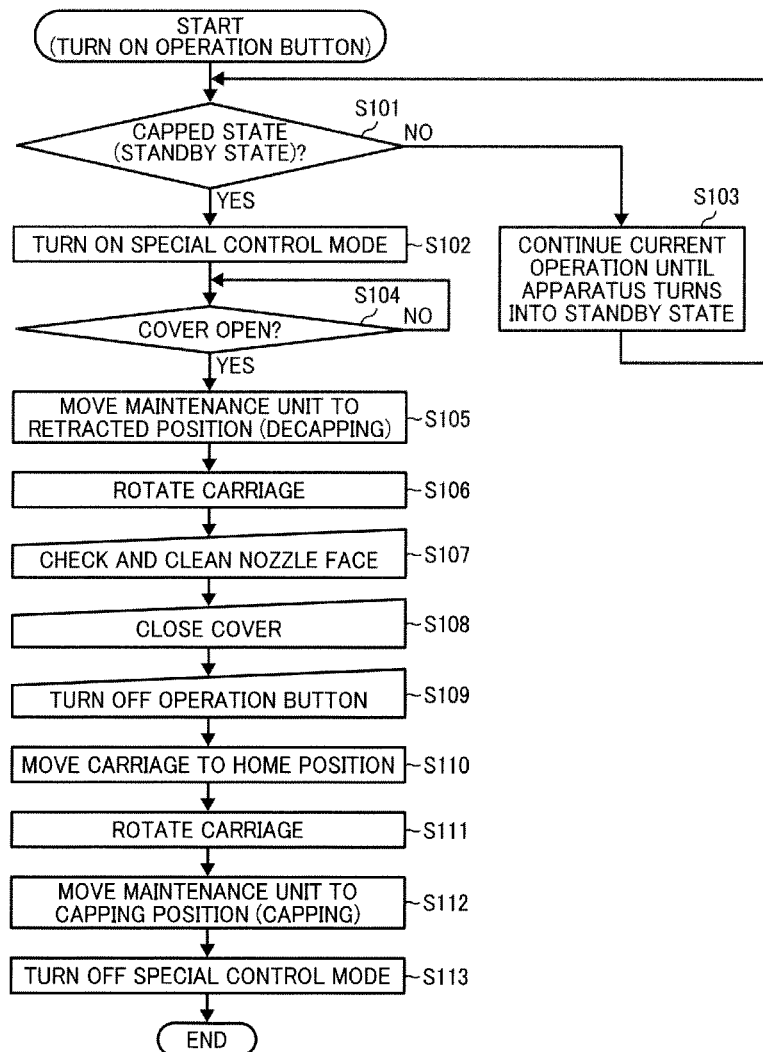 START
(TURN ON OPERATION BUTTON)
S101
CAPPED STATE
(STANDBY STATE)?
NO
YES
S103
TURN ON SPECIAL CONTROL MODE
S102
CONTINUE CURRENT
OPERATION UNTIL
APPARATUS TURNS
INTO STANDBY STATE
S104
COVER OPEN?
NO
YES
MOVE MAINTENANCE UNIT TO
RETRACTED POSITION (DECAPPING)
S105
ROTATE CARRIAGE
S106
CHECK AND CLEAN NOZZLE FACE
S107
CLOSE COVER
S108
TURN OFF OPERATION BUTTON
S109
MOVE CARRIAGE TO HOME POSITION
S110
ROTATE CARRIAGE
S111
MOVE MAINTENANCE UNIT TO
CAPPING POSITION (CAPPING)
S112
TURN OFF SPECIAL CONTROL MODE
S113
END